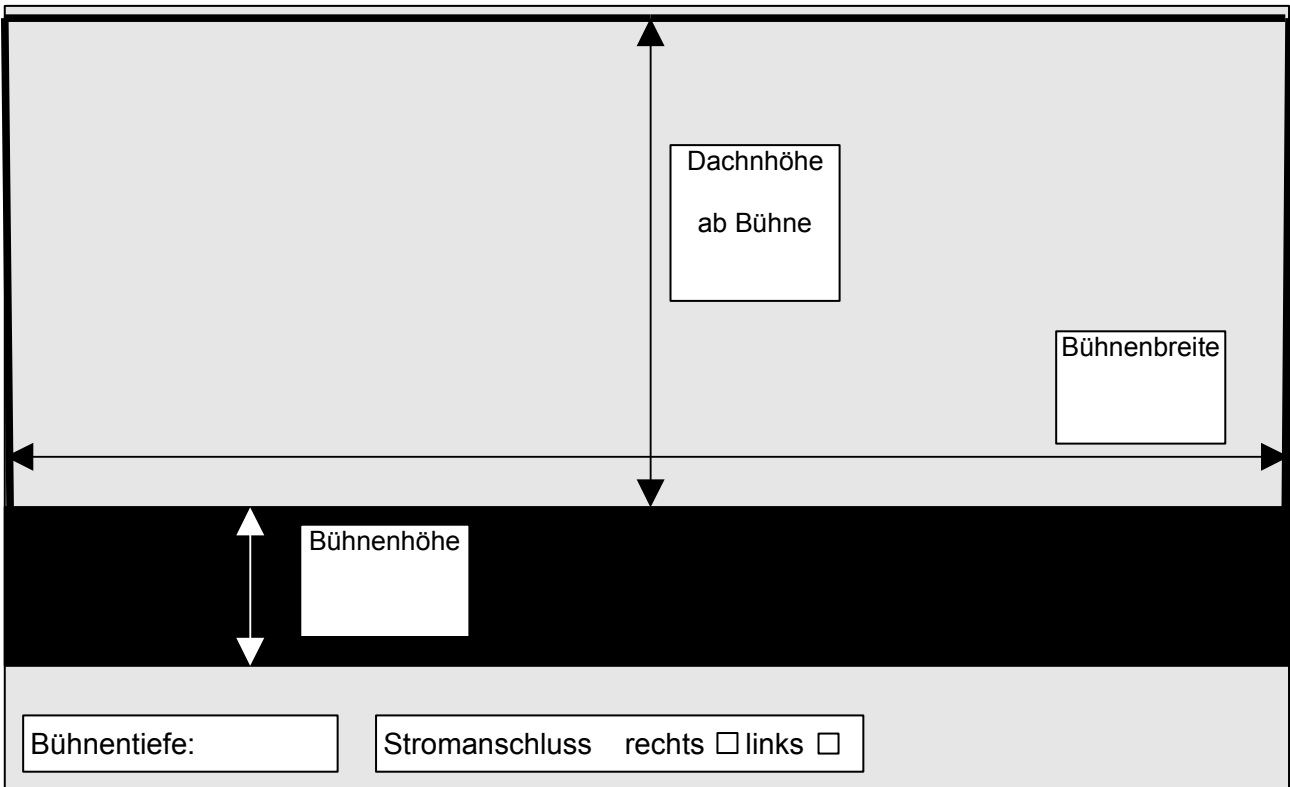 Dachnhöhe
ab Bühne
Bühnenbreite
Bühnenhöhe
Bühnentiefe:
Stromanschluss rechts ☐ links ☐